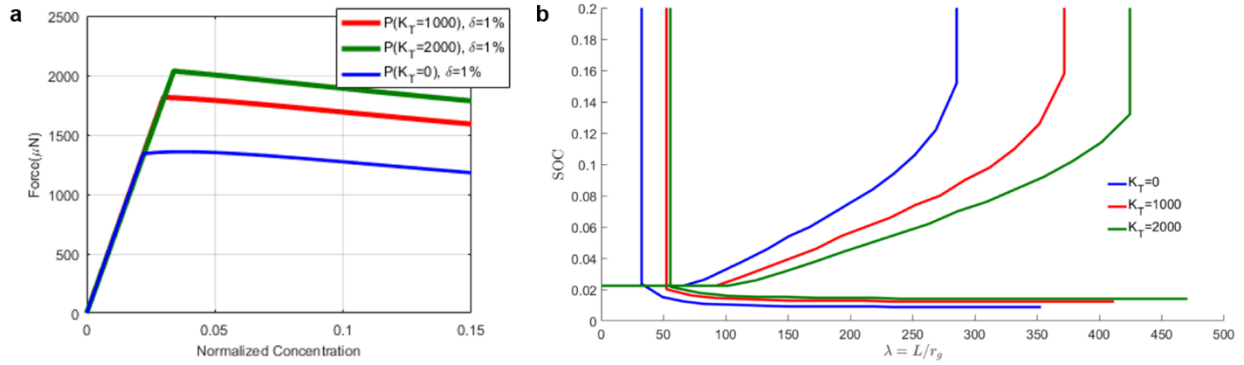 a
2500
2000
1500
1000
500
0
Force(μN)
0
0.05
0.1
0.15
Normalized Concentration
P(K_T=1000), δ=1%
P(K_T=2000), δ=1%
P(K_T=0), δ=1%
b
0.2
0.18
0.16
0.14
0.12
0.1
0.08
0.06
0.04
0.02
0
SOC
0 50 100 150 200 250 300 350 400 450 500
λ = L/r_g
K_T=0
K_T=1000
K_T=2000